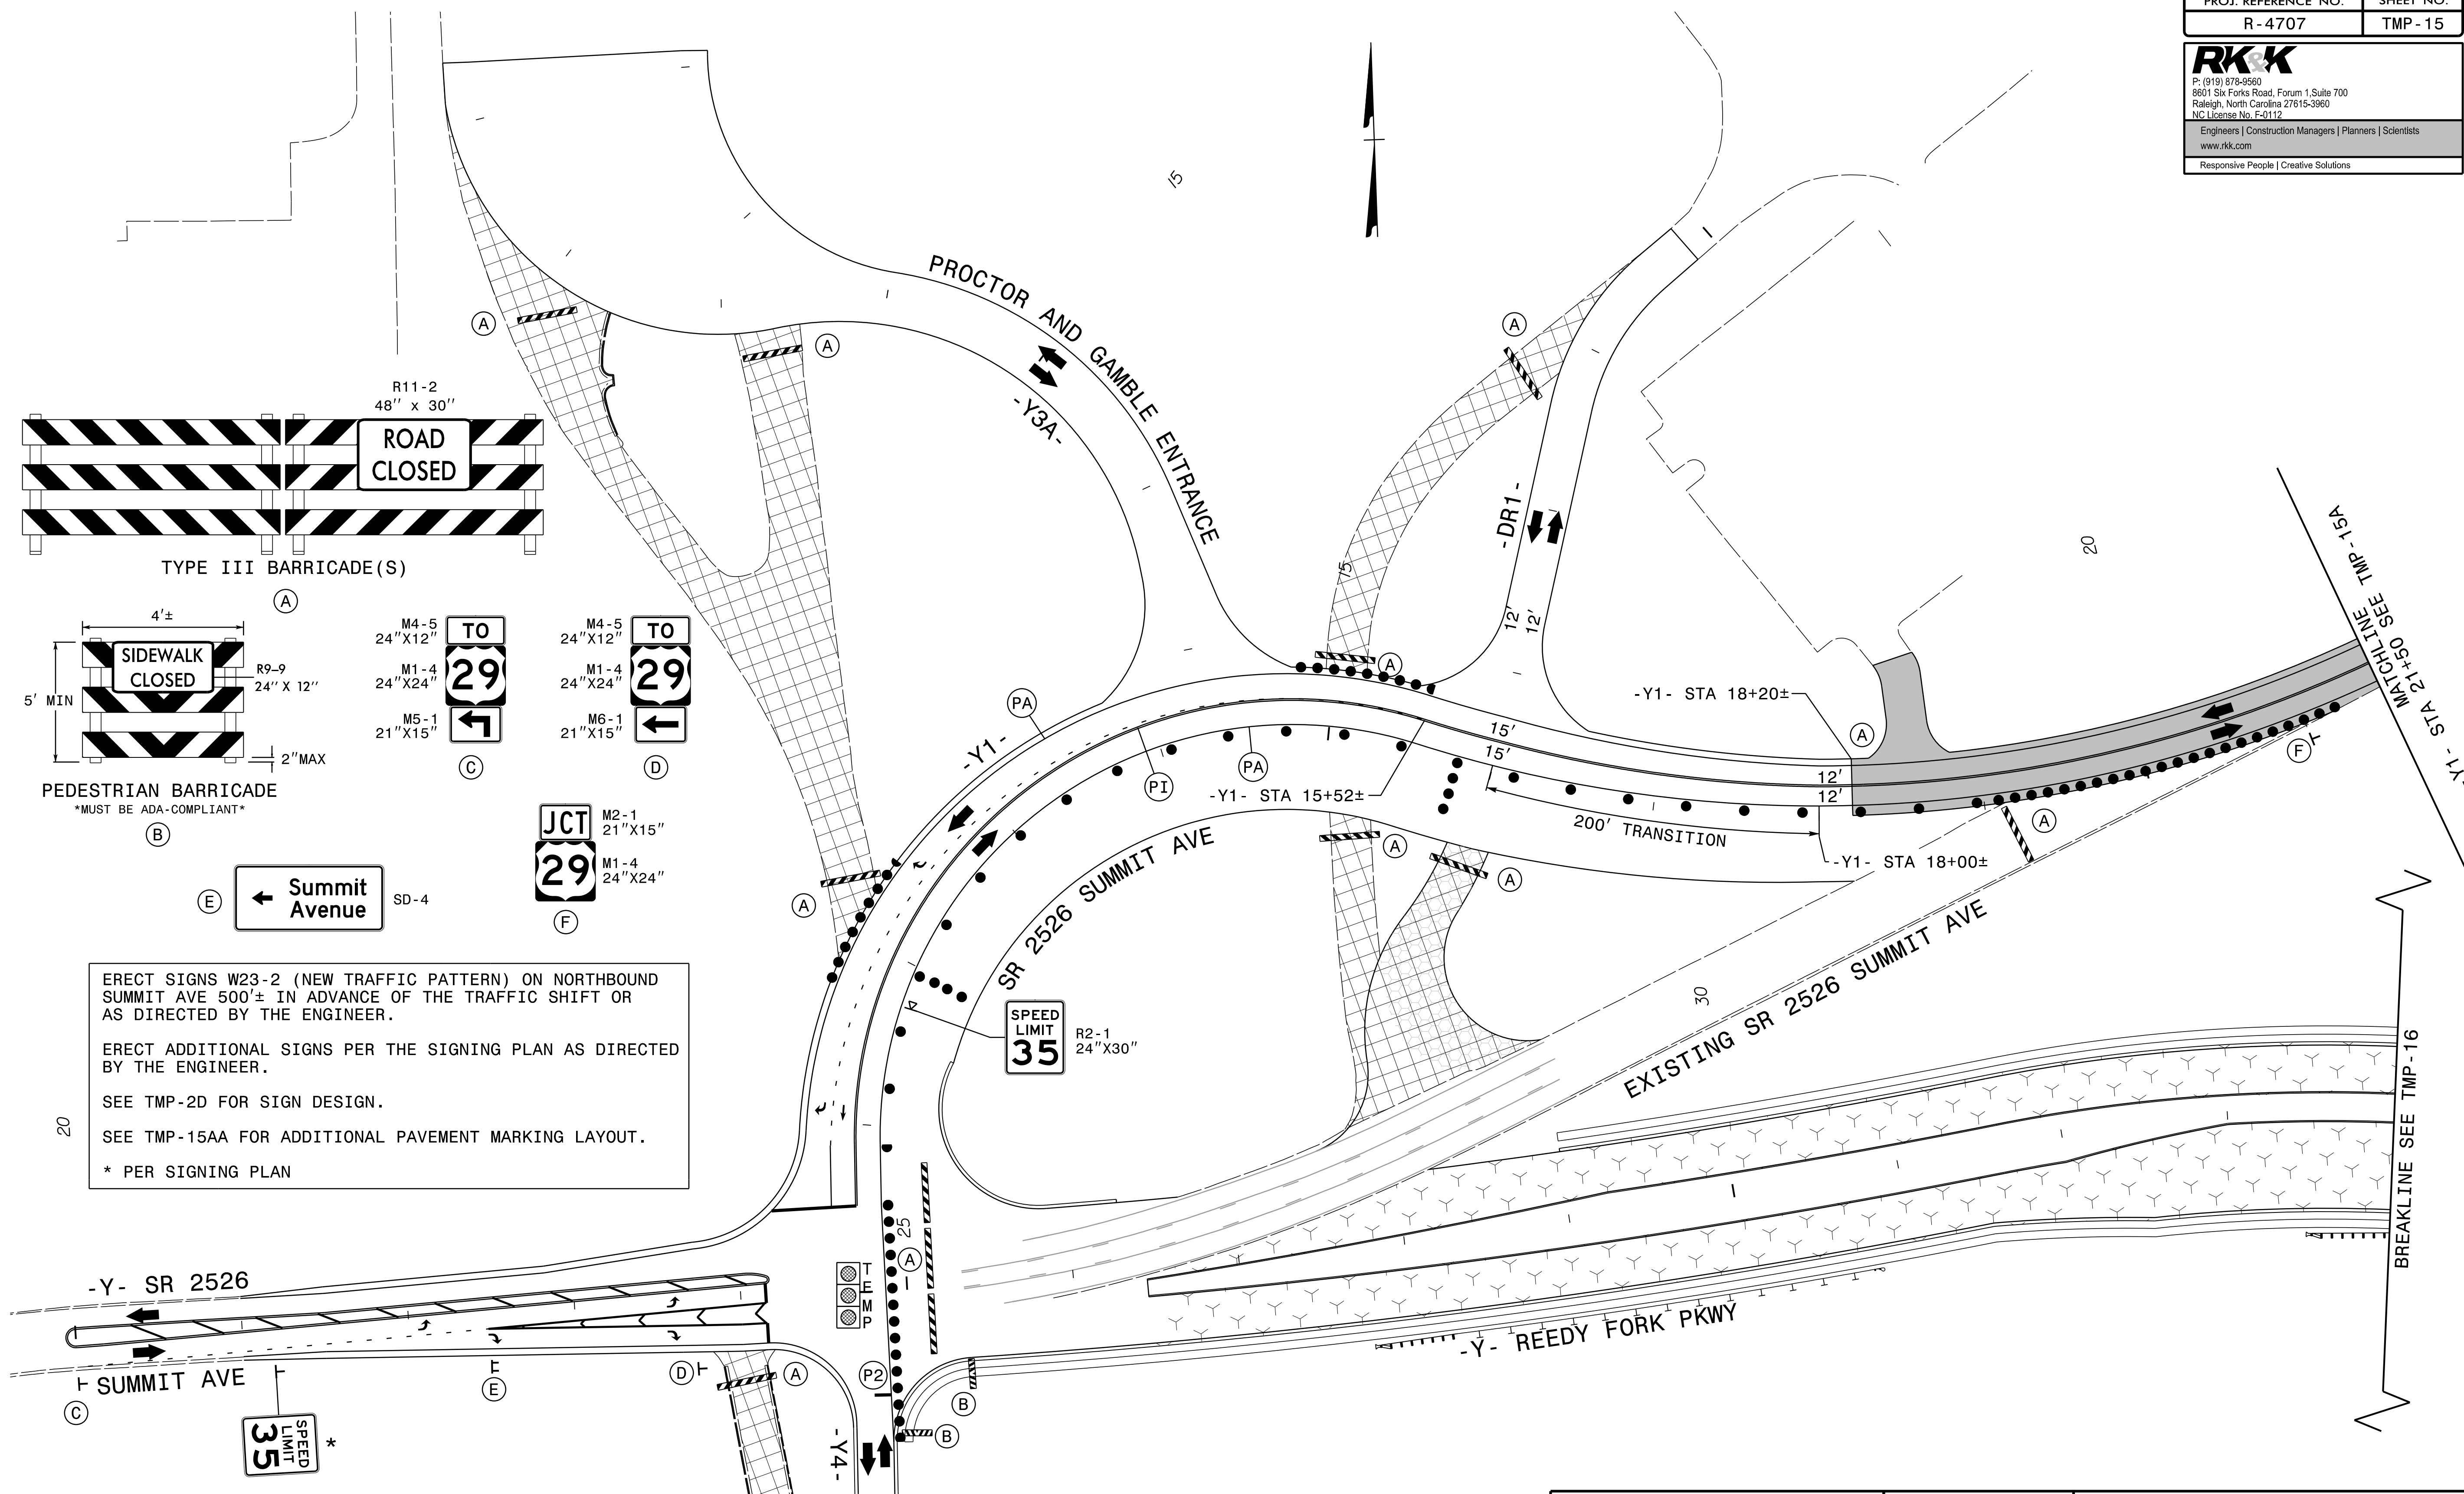 PROJ. REFERENCE NO.
SHEET NO.
R-4707
TMP-15
RK&K
P: (919) 878-9560
8601 Six Forks Road, Forum 1,Suite 700
Raleigh, North Carolina 27615-3960
NC License No. F-0112
Engineers | Construction Managers | Planners | Scientists
www.rkk.com
Responsive People | Creative Solutions
15
PROCTOR AND GAMBLE ENTRANCE
-Y3A-
A
A
A
R11-2
48'' x 30''
ROAD
CLOSED
TYPE III BARRICADE(S)
A
4'±
SIDEWALK
CLOSED
R9-9
24'' X 12''
5' MIN
2"MAX
PEDESTRIAN BARRICADE
*MUST BE ADA-COMPLIANT*
B
M4-5
24"X12"
TO
M1-4
24"X24"
29
M5-1
21"X15"
C
M4-5
24"X12"
TO
M1-4
24"X24"
29
M6-1
21"X15"
D
JCT
M2-1
21"X15"
29
M1-4
24"X24"
F
E
Summit
Avenue
SD-4
-DR1-
15
12'
12'
20
MATCHLINE
-Y1- STA 21+50 SEE TMP-15A
A
PA
-Y1-
PI
PA
-Y1- STA 18+20±
A
15'
15'
12'
12'
-Y1- STA 15+52±
200' TRANSITION
-Y1- STA 18+00±
F
A
A
A
A
SR 2526 SUMMIT AVE
EXISTING SR 2526 SUMMIT AVE
30
ERECT SIGNS W23-2 (NEW TRAFFIC PATTERN) ON NORTHBOUND
SUMMIT AVE 500'± IN ADVANCE OF THE TRAFFIC SHIFT OR
AS DIRECTED BY THE ENGINEER.
ERECT ADDITIONAL SIGNS PER THE SIGNING PLAN AS DIRECTED
BY THE ENGINEER.
SEE TMP-2D FOR SIGN DESIGN.
SEE TMP-15AA FOR ADDITIONAL PAVEMENT MARKING LAYOUT.
* PER SIGNING PLAN
20
SPEED
LIMIT
35
R2-1
24"X30"
25
A
TEMP
BREAKLINE SEE TMP-16
-Y- SR 2526
-Y- REEDY FORK PKWY
SUMMIT AVE
C
E
D
A
P2
B
B
SPEED
LIMIT
35
*
-Y4-